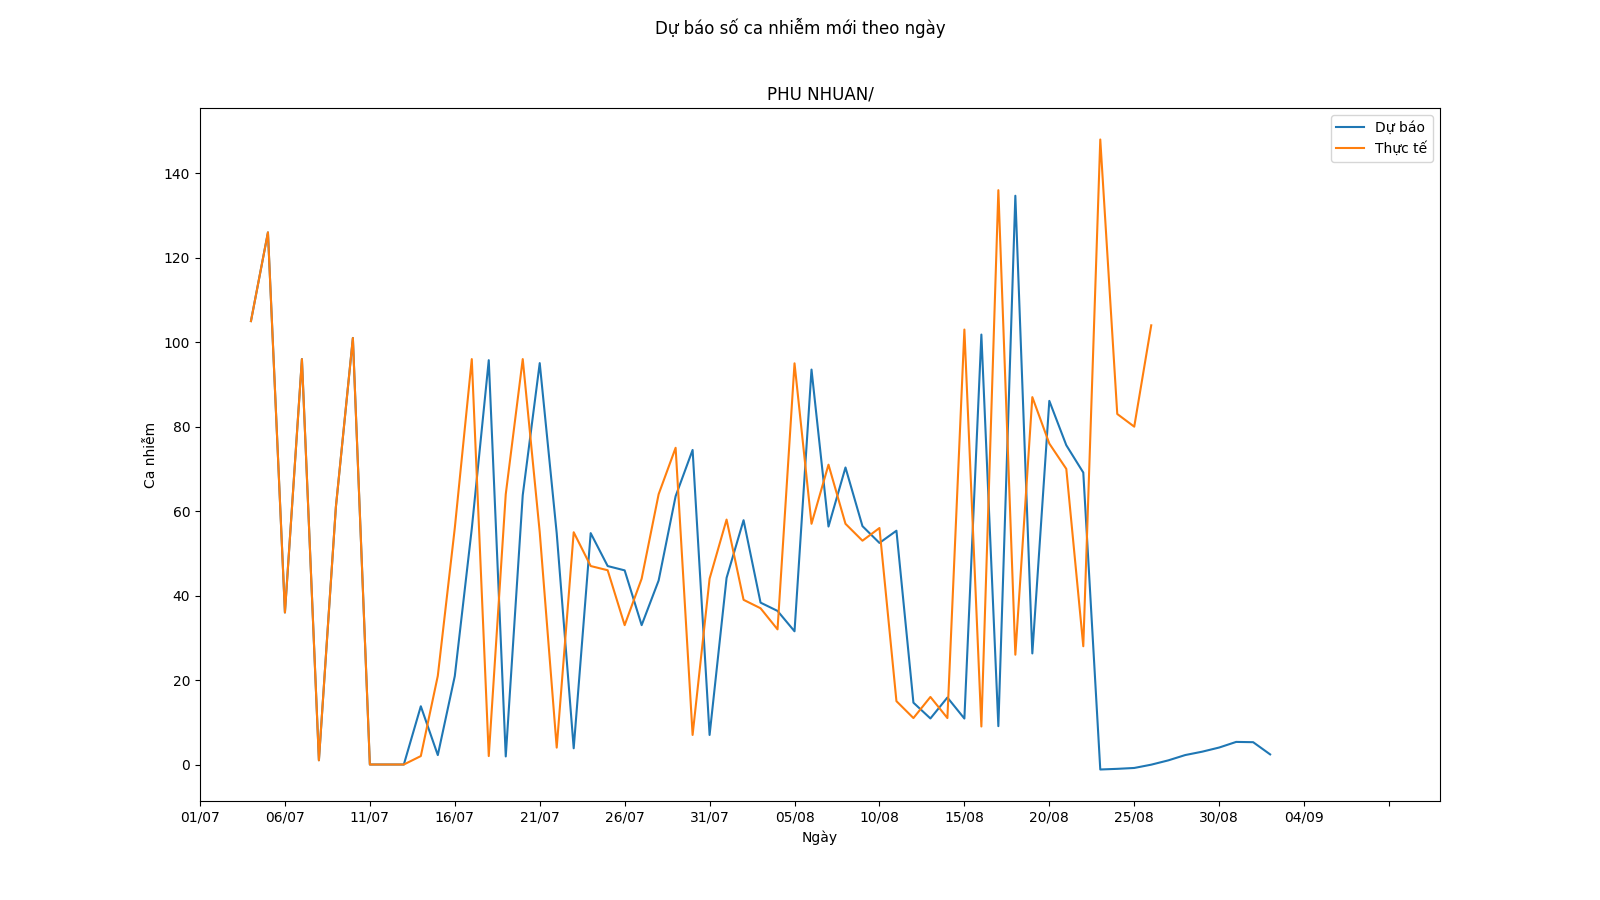 Dự báo số ca nhiễm mới theo ngày
PHU NHUAN/
Dự báo
Thực tế
Ca nhiễm
140
120
100
80
60
40
20
0
01/07 06/07 11/07 16/07 21/07 26/07 31/07 05/08 10/08 15/08 20/08 25/08 30/08 04/09
Ngày